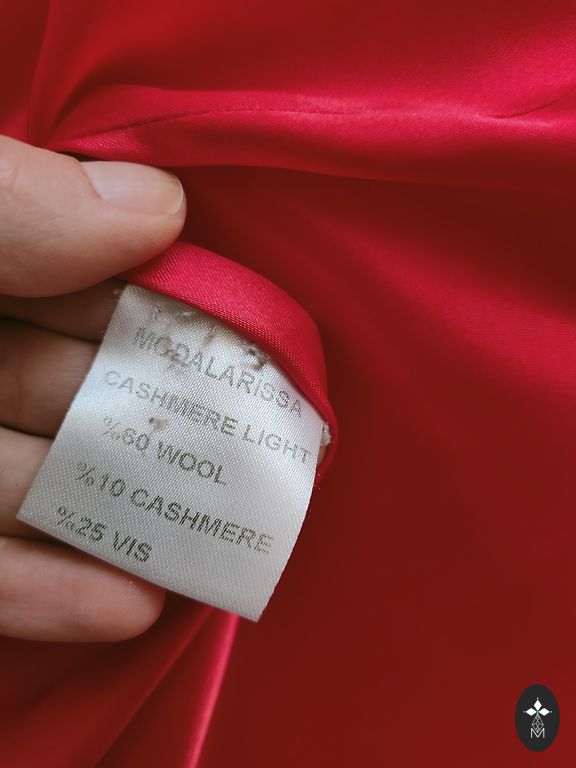 MODALARISSA
CASHMERE LIGHT
%60 WOOL
%10 CASHMERE
%25 VIS
M